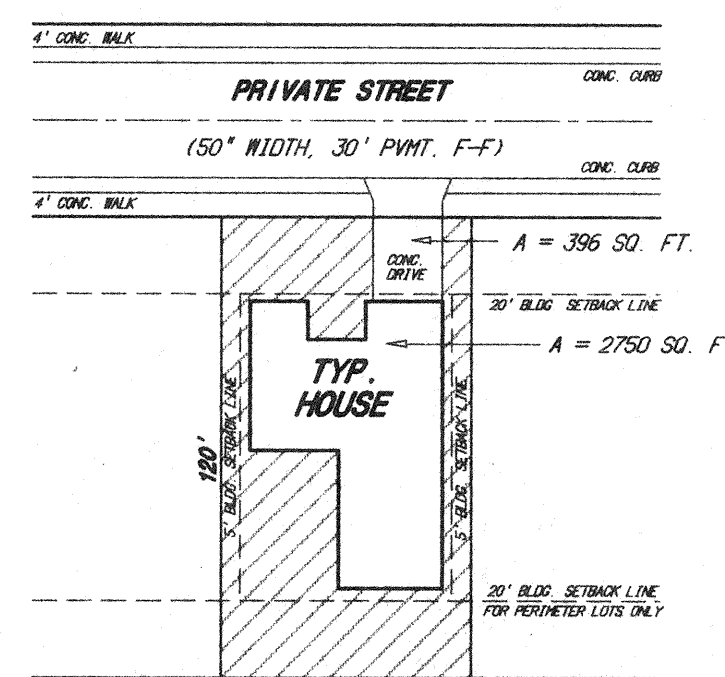 4' CONC. WALK
CONC. CURB
PRIVATE STREET
(50" WIDTH, 30' PVMT. F-F)
CONC. CURB
4' CONC. WALK
A = 396 SQ. FT.
CONC.
DRIVE
20' BLDG SETBACK LINE
A = 2750 SQ. F
TYP.
HOUSE
120'
5' BLDG. SETBACK LINE
5' BLDG. SETBACK LINE
20' BLDG. SETBACK LINE
FOR PERIMETER LOTS ONLY